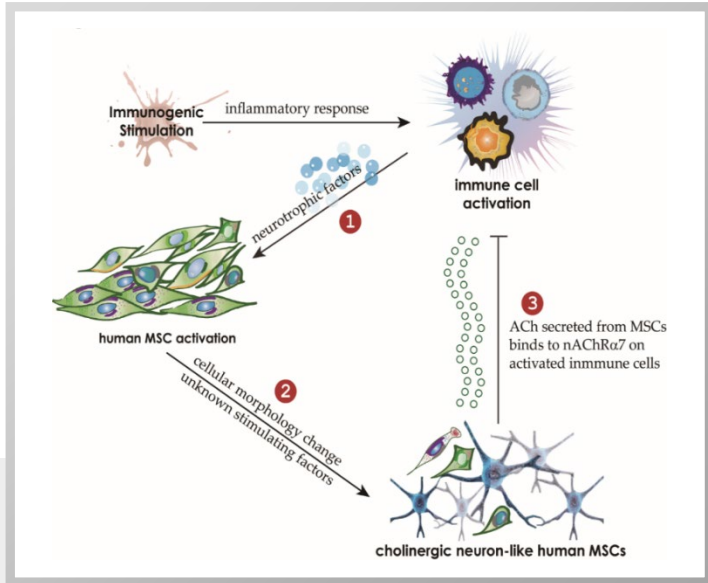 Immunogenic
Stimulation
inflammatory response
immune cell
activation
neurotrophic factors
1
human MSC activation
3
ACh secreted from MSCs
binds to nAChRα7 on
activated inmmune cells
2
cellular morphology change
unknown stimulating factors
cholinergic neuron-like human MSCs